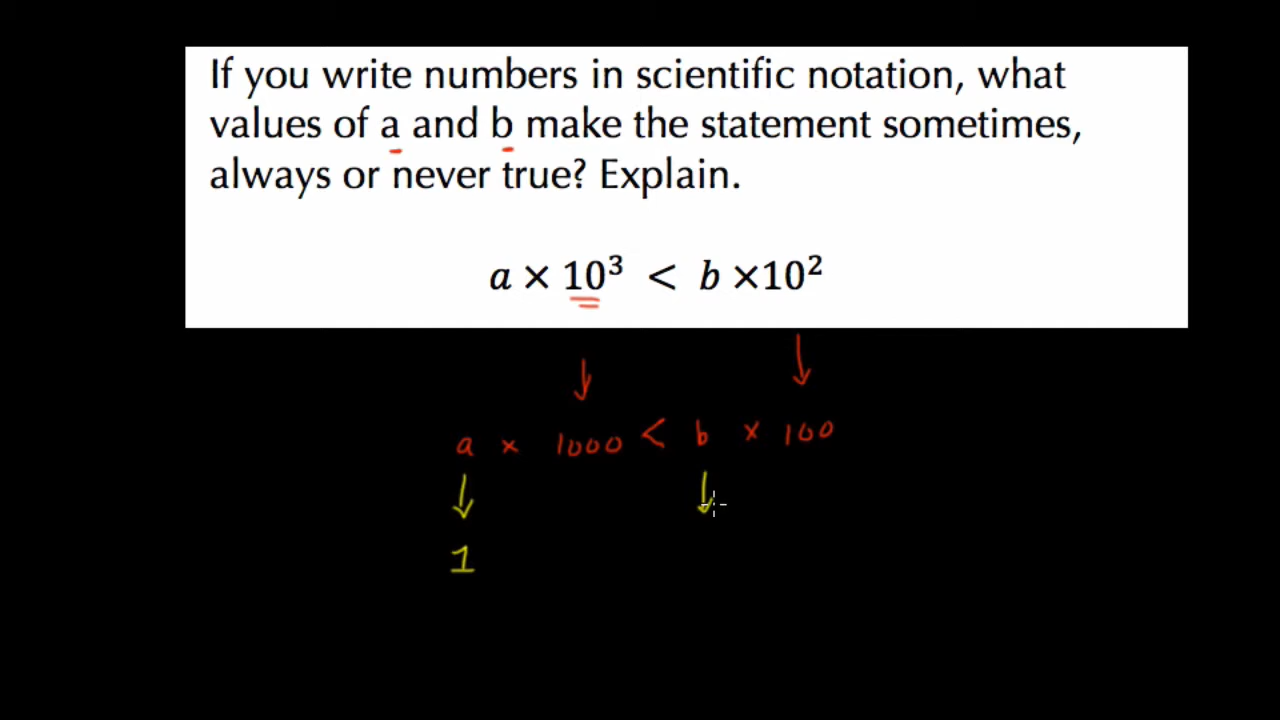 If you write numbers in scientific notation, what
values of a and b make the statement sometimes,
always or never true? Explain.
a × 10³ < b ×10²
a × 1000 < b × 100
1